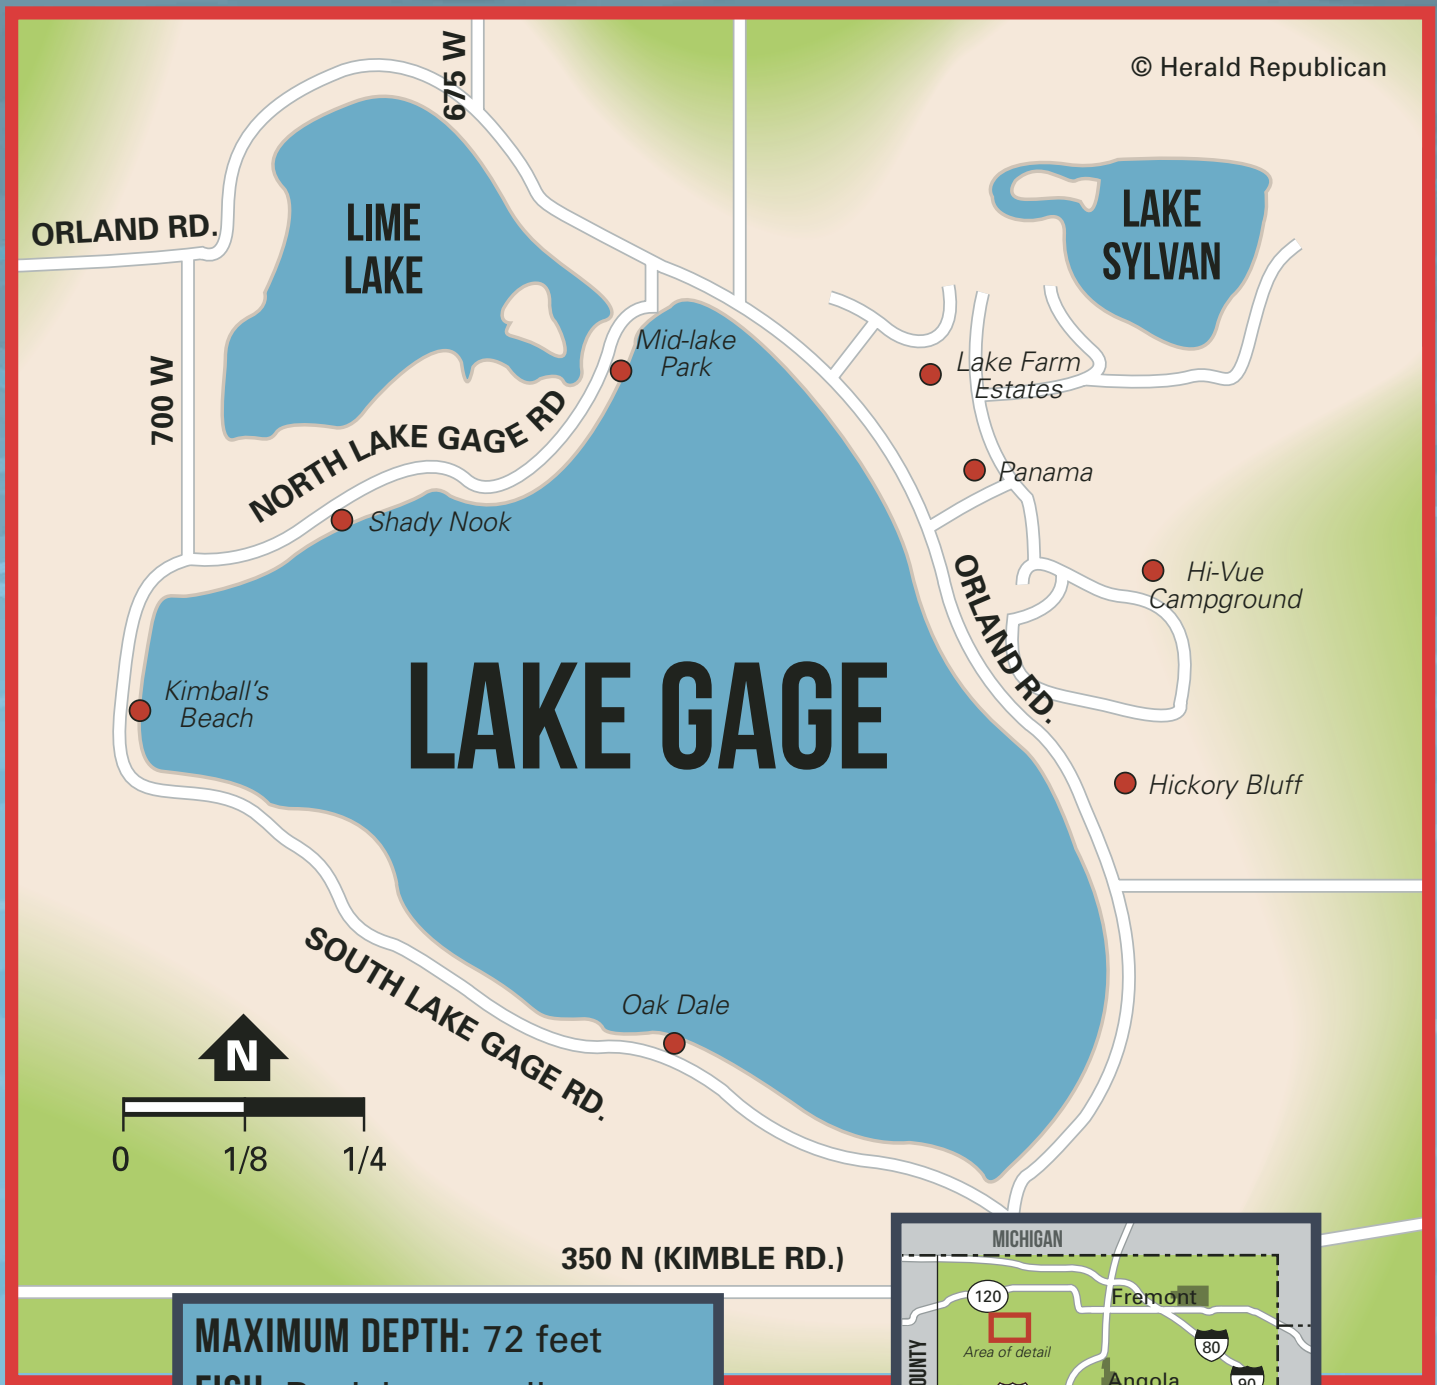 675 W
© Herald Republican
ORLAND RD.
LIME
LAKE
LAKE
SYLVAN
Mid-lake
Park
Lake Farm
Estates
700 W
NORTH LAKE GAGE RD
Panama
Shady Nook
ORLAND RD.
Hi-Vue
Campground
Kimball's
Beach
LAKE GAGE
Hickory Bluff
SOUTH LAKE GAGE RD.
Oak Dale
N
0 1/8 1/4
350 N (KIMBLE RD.)
MICHIGAN
120
Fremont
Area of detail
80
90
Angola
MAXIMUM DEPTH: 72 feet
FISH: